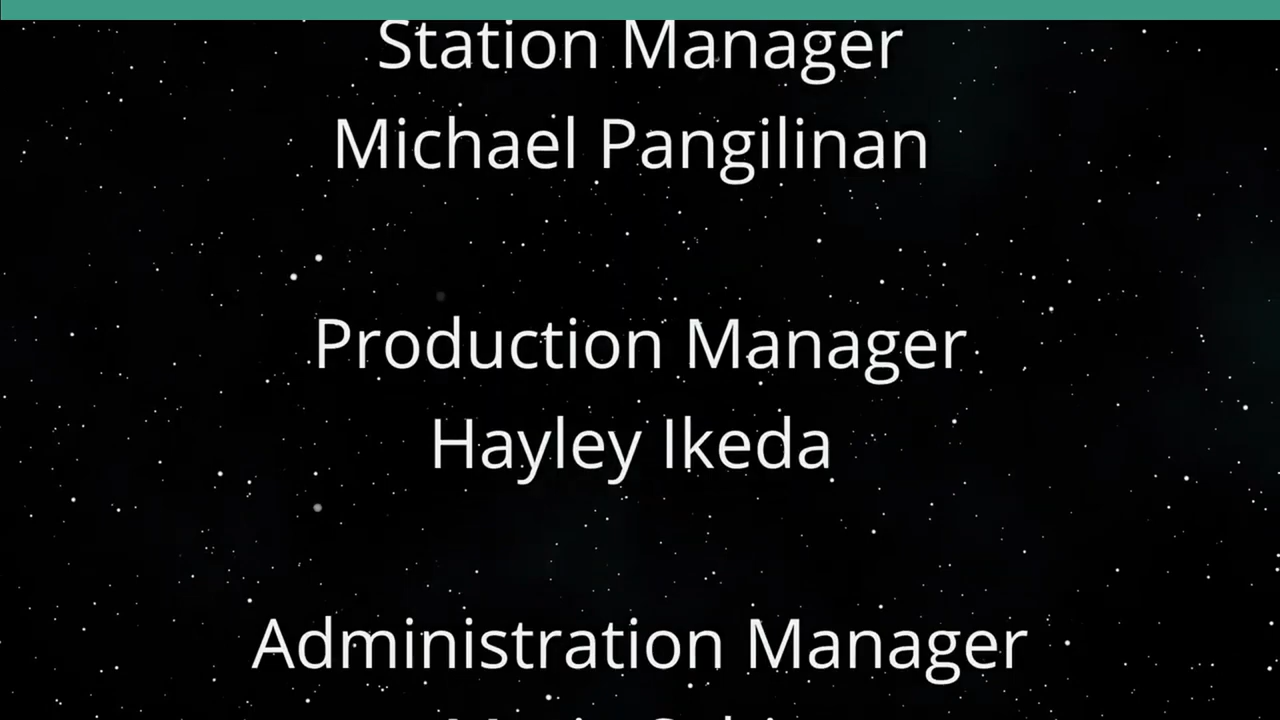 Station Manager
Michael Pangilinan
Production Manager
Hayley Ikeda
Administration Manager